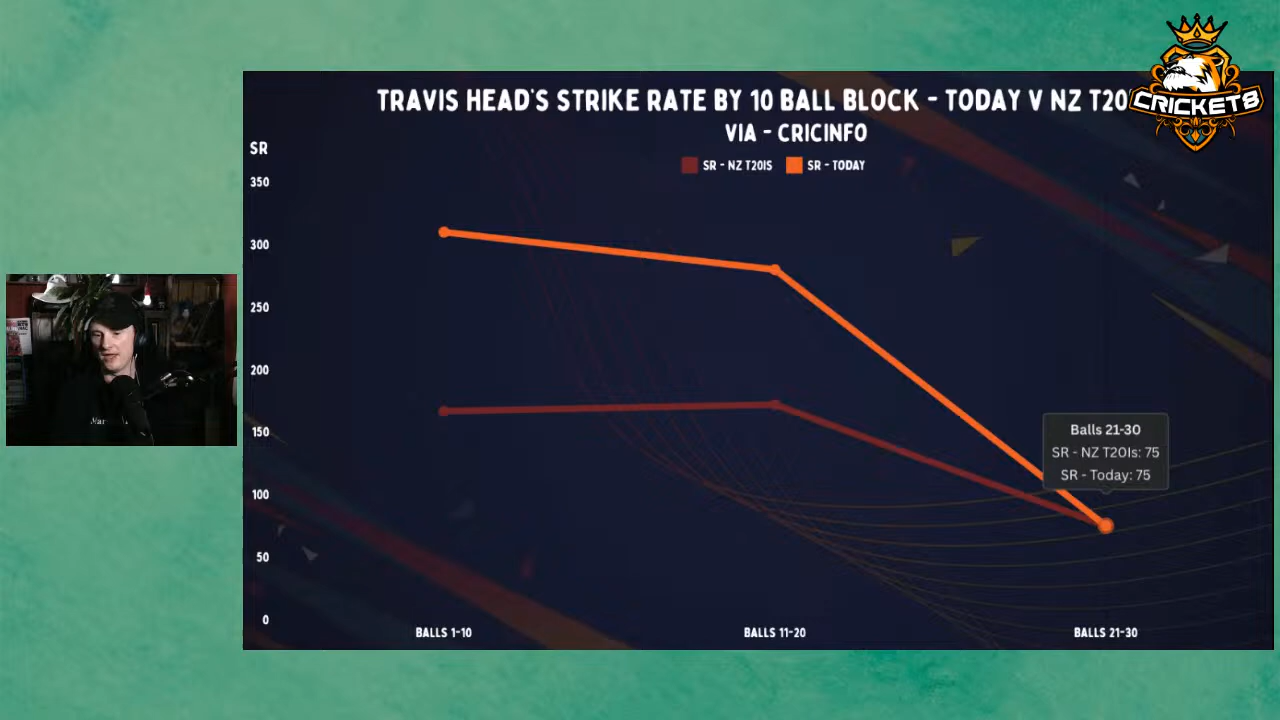 TRAVIS HEAD'S STRIKE RATE BY 10 BALL BLOCK - TODAY V NZ T20
VIA - CRICINFO
CRICKET8
SR
SR - NZ T20IS SR - TODAY
350
300
250
200
150
100
50
0
Balls 21-30
SR - NZ T20Is: 75
SR - Today: 75
BALLS 1-10 BALLS 11-20 BALLS 21-30